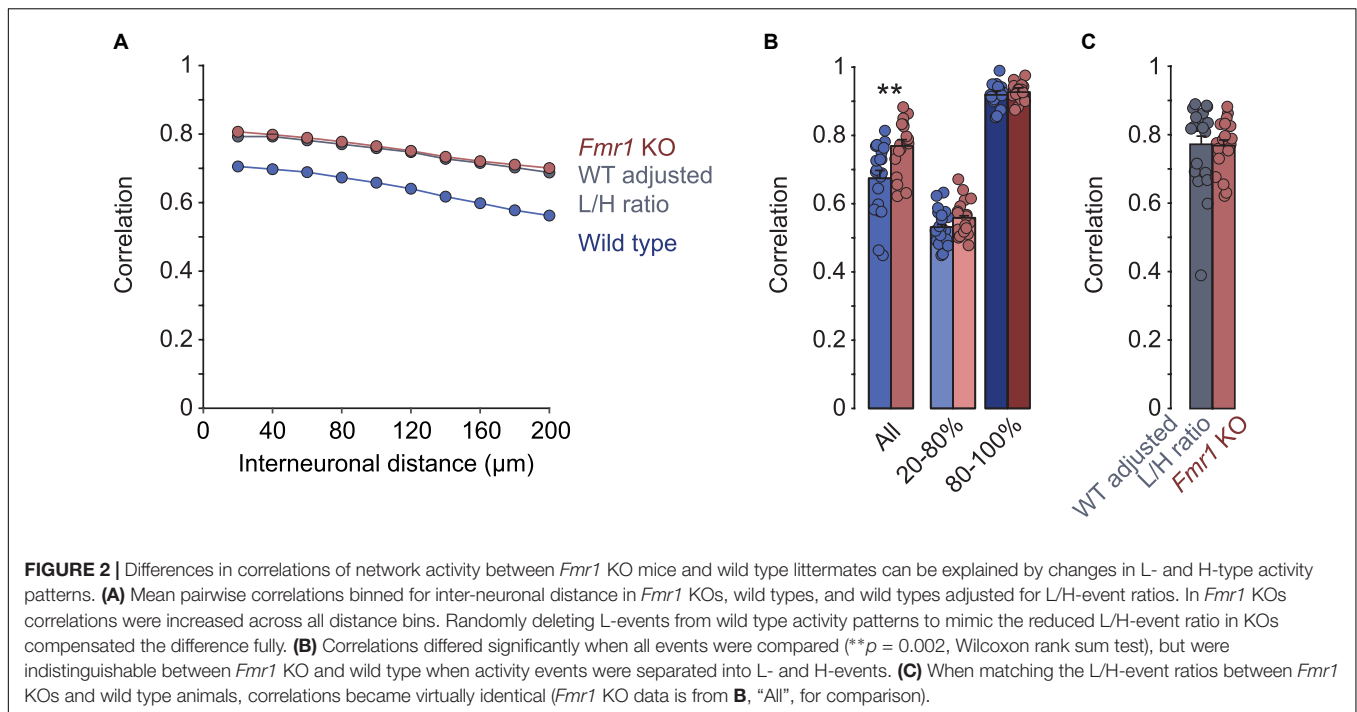 A
1
0.8
0.6
0.4
0.2
0
0 40 80 120 160 200
Correlation
Interneuronal distance (µm)
Fmr1 KO
WT adjusted
L/H ratio
Wild type
B
**
1
0.8
0.6
0.4
0.2
0
Correlation
All
20-80%
80-100%
C
1
0.8
0.6
0.4
0.2
0
Correlation
WT adjusted
L/H ratio
Fmr1 KO
FIGURE 2 | Differences in correlations of network activity between Fmr1 KO mice and wild type littermates can be explained by changes in L- and H-type activity
patterns. (A) Mean pairwise correlations binned for inter-neuronal distance in Fmr1 KOs, wild types, and wild types adjusted for L/H-event ratios. In Fmr1 KOs
correlations were increased across all distance bins. Randomly deleting L-events from wild type activity patterns to mimic the reduced L/H-event ratio in KOs
compensated the difference fully. (B) Correlations differed significantly when all events were compared (**p = 0.002, Wilcoxon rank sum test), but were
indistinguishable between Fmr1 KO and wild type when activity events were separated into L- and H-events. (C) When matching the L/H-event ratios between Fmr1
KOs and wild type animals, correlations became virtually identical (Fmr1 KO data is from B, “All”, for comparison).